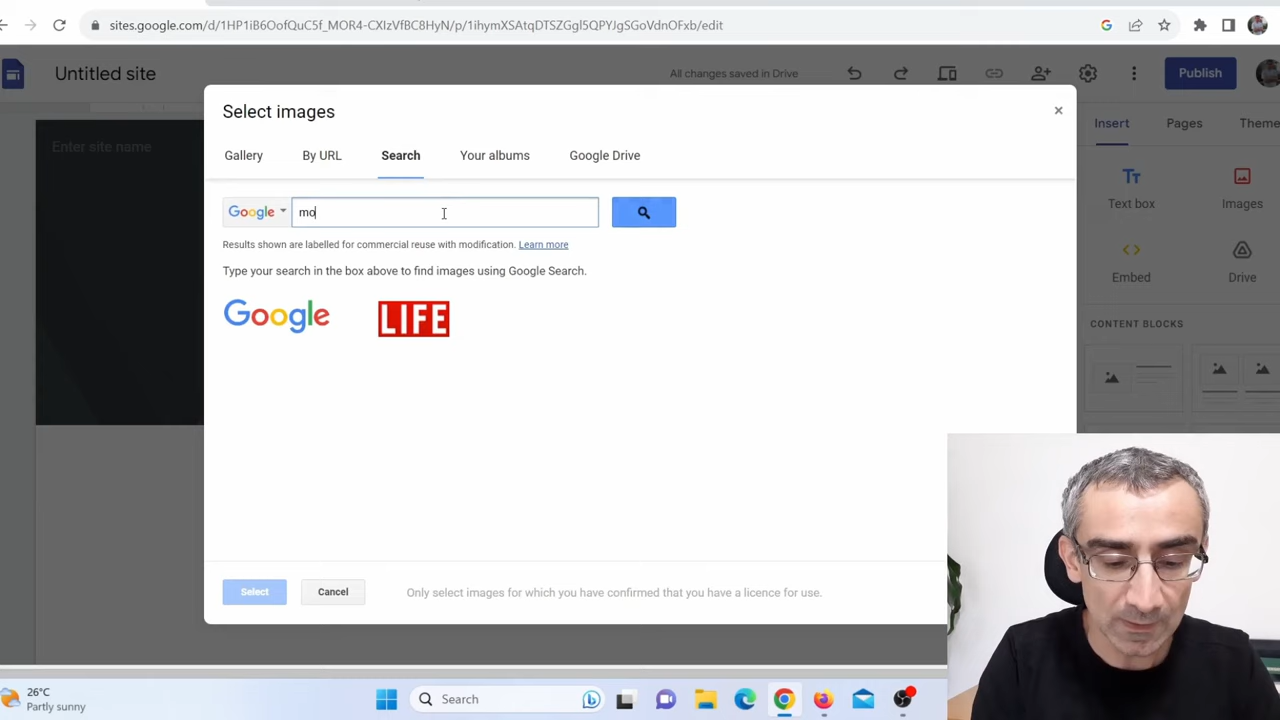 sites.google.com/d/1HP1iB6OofQuC5f_MOR4-CXIzVfBC8HyN/p/1ihymXSAtqDTSZGgl5QPYJgSGoVdnOFxb/edit
Untitled site
All changes saved in Drive
Publish
Enter site name
Select images
×
Gallery
By URL
Search
Your albums
Google Drive
Google
mo
Results shown are labelled for commercial reuse with modification. Learn more
Type your search in the box above to find images using Google Search.
Google
LIFE
Select
Cancel
Only select images for which you have confirmed that you have a licence for use.
Insert
Pages
Theme
Tт
Text box
Images
Embed
Drive
CONTENT BLOCKS
26°C
Partly sunny
Search